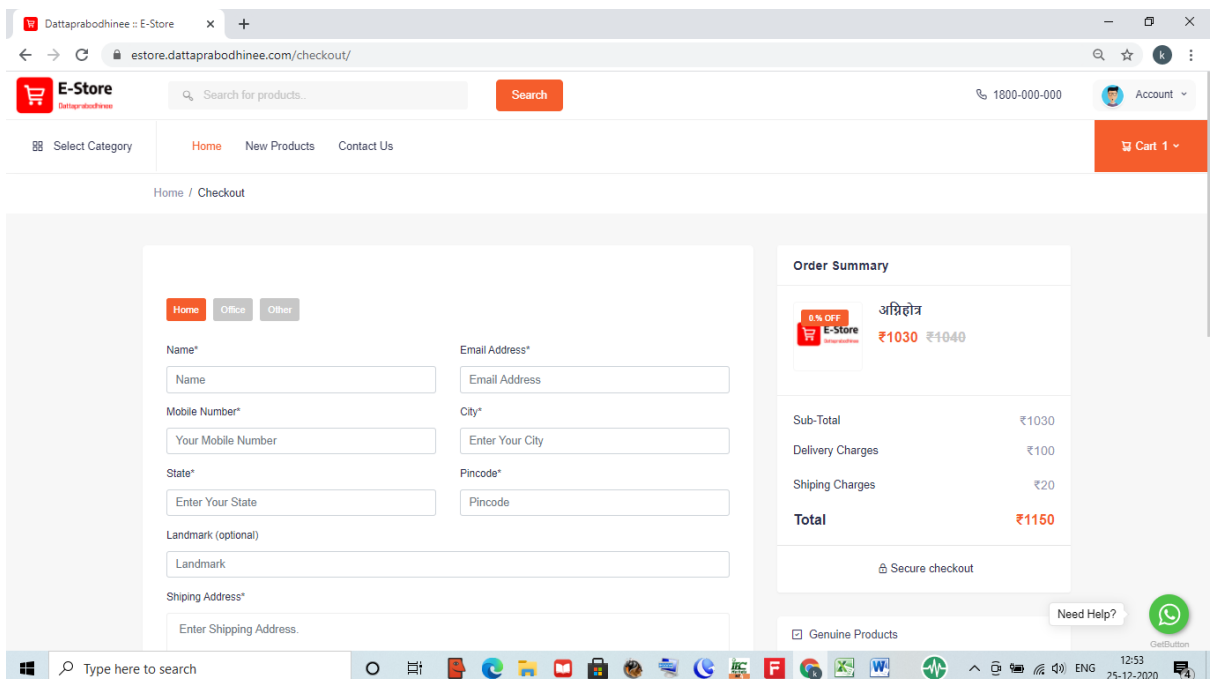 Dattaprabodhinee :: E-Store
estore.dattaprabodhinee.com/checkout/
k
E-Store
Dattaprabodhinee
Search for products..
Search
1800-000-000
Account
Select Category
Home New Products Contact Us
Cart 1
Home / Checkout
Home Office Other
Name*
Name
Email Address*
Email Address
Mobile Number*
Your Mobile Number
City*
Enter Your City
State*
Enter Your State
Pincode*
Pincode
Landmark (optional)
Landmark
Shiping Address*
Enter Shipping Address.
Order Summary
0.% OFF
E-Store
अग्निहोत्र
₹1030 ₹1040
Sub-Total ₹1030
Delivery Charges ₹100
Shiping Charges ₹20
Total ₹1150
Secure checkout
Genuine Products
Need Help?
GetButton
Type here to search
ENG
12:53
25-12-2020